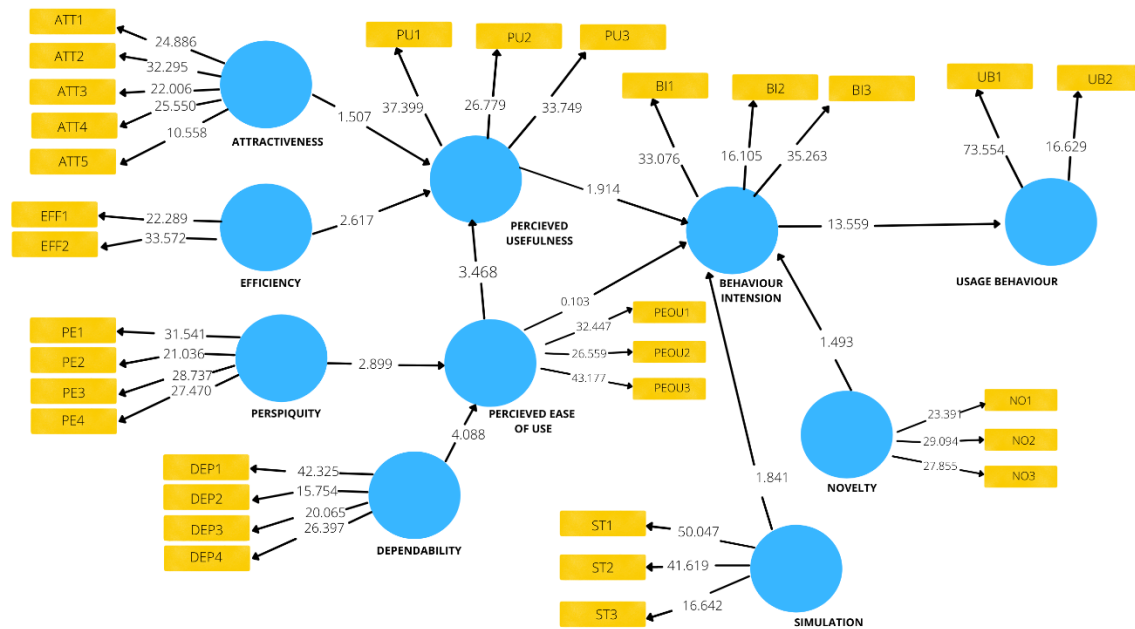 ATT1
ATT2
ATT3
ATT4
ATT5
24.886
32.295
22.006
25.550
10.558
ATTRACTIVENESS
1.507
PU1
PU2
PU3
37.399
26.779
33.749
PERCIEVED
USEFULNESS
1.914
BI1
BI2
BI3
33.076
16.105
35.263
BEHAVIOUR
INTENSION
13.559
UB1
UB2
73.554
16.629
USAGE BEHAVIOUR
EFF1
EFF2
22.289
33.572
EFFICIENCY
2.617
3.468
0.103
PE1
PE2
PE3
PE4
31.541
21.036
28.737
27.470
PERSPIQUITY
2.899
PERCIEVED EASE
OF USE
32.447
26.559
43.177
PEOU1
PEOU2
PEOU3
4.088
DEP1
DEP2
DEP3
DEP4
42.325
15.754
20.065
26.397
DEPENDABILITY
1.493
NOVELTY
23.391
29.094
27.855
NO1
NO2
NO3
1.841
ST1
ST2
ST3
50.047
41.619
16.642
SIMULATION